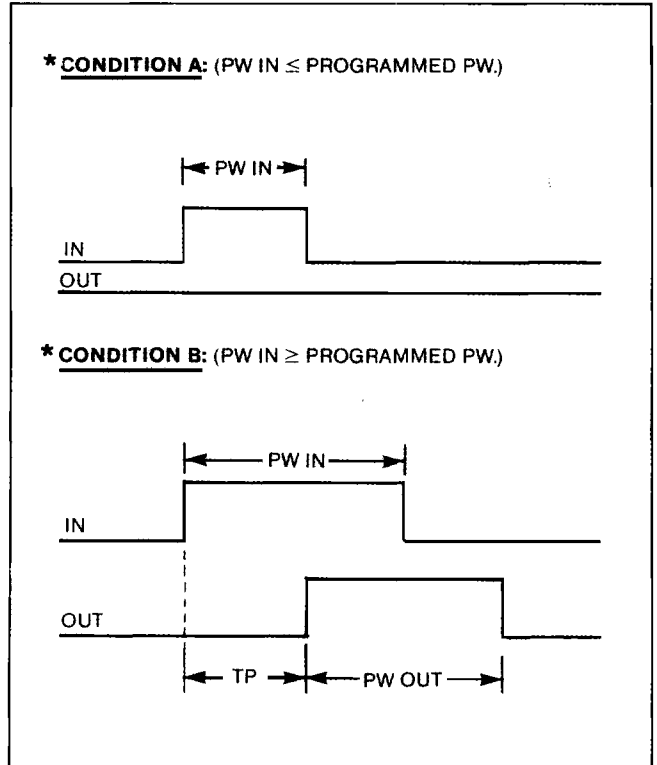 * CONDITION A: (PW IN ≤ PROGRAMMED PW.)
PW IN
IN
OUT
* CONDITION B: (PW IN ≥ PROGRAMMED PW.)
PW IN
IN
OUT
TP PW OUT